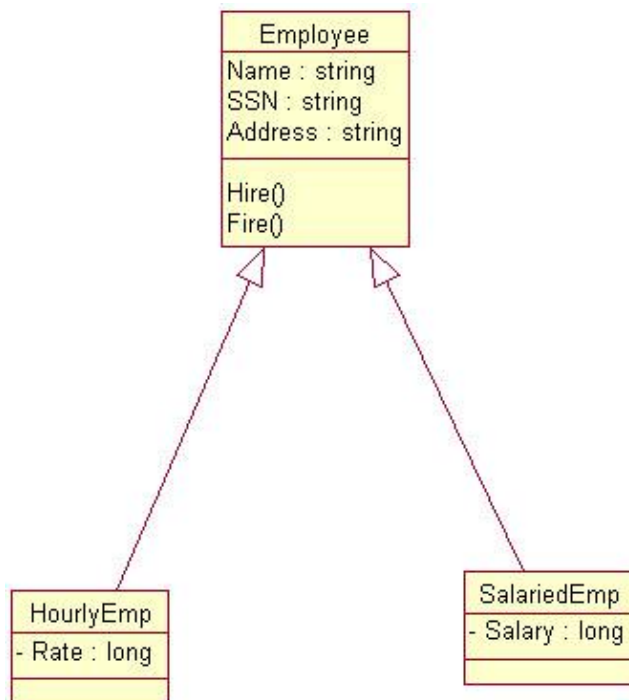 Employee
Name : string
SSN : string
Address : string
Hire()
Fire()
HourlyEmp
- Rate : long
SalariedEmp
- Salary : long